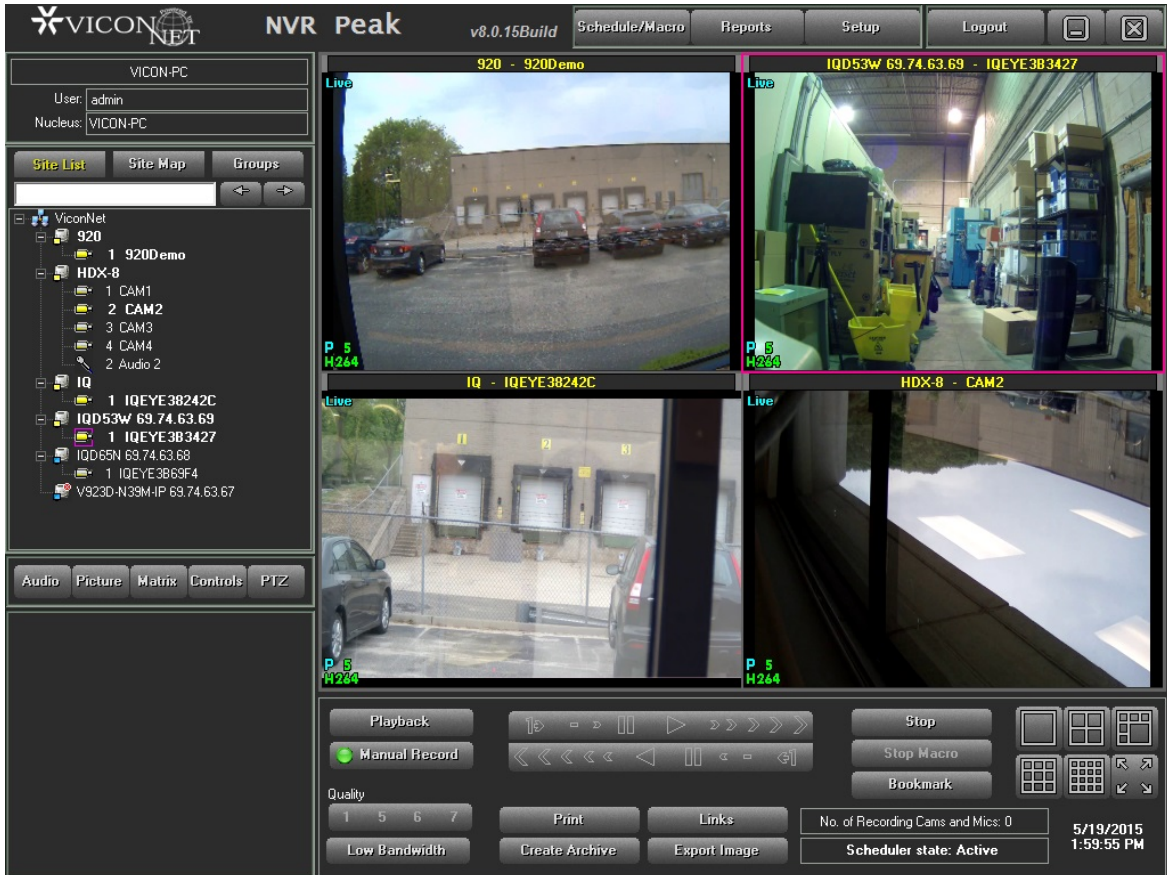 VICON Powered by NET
NVR Peak v8.0.15Build
Schedule/Macro Reports Setup Logout
VICON-PC
User: admin
Nucleus: VICON-PC
Site List Site Map Groups
ViconNet
920
1 920Demo
HDX-8
1 CAM1
2 CAM2
3 CAM3
4 CAM4
2 Audio 2
IQ
1 IQEYE38242C
IQD53W 69.74.63.69
1 IQEYE3B3427
IQD65N 69.74.63.68
1 IQEYE3B69F4
V923D-N39M-IP 69.74.63.67
Audio Picture Matrix Controls PTZ
920 - 920Demo
Live
P 5
H264
IQD53W 69.74.63.69 - IQEYE3B3427
Live
P 5
H264
IQ - IQEYE38242C
Live
1 2 3
P 5
H264
HDX-8 - CAM2
Live
P 5
H264
Playback
Manual Record
Quality
1 5 6 7
Low Bandwidth
Print Links
Create Archive Export Image
Stop
Stop Macro
Bookmark
No. of Recording Cams and Mics: 0
Scheduler state: Active
5/19/2015
1:59:55 PM